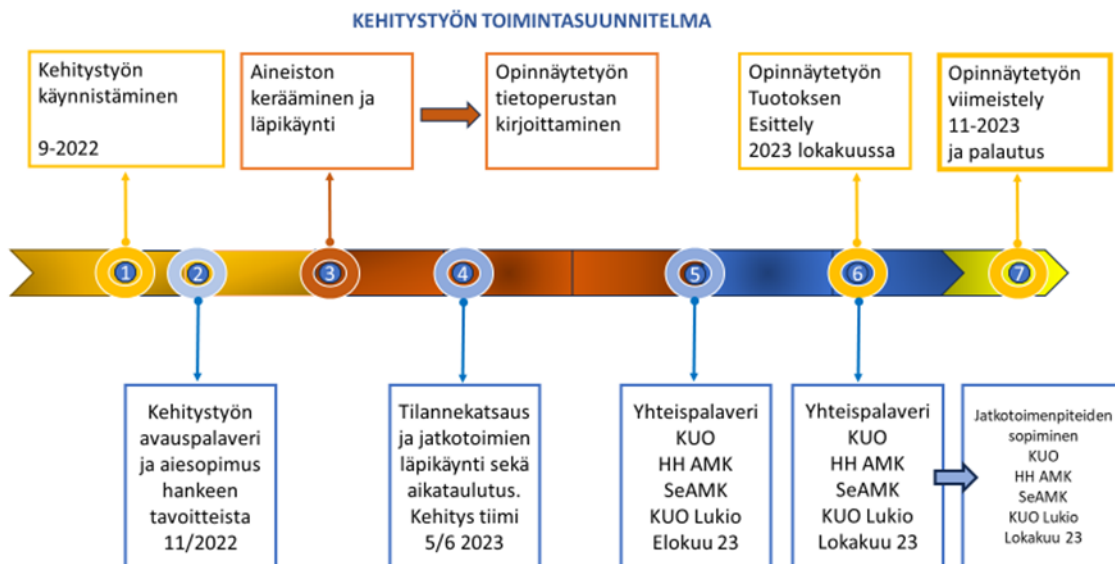 KEHITYSTYÖN TOIMINTASUUNNITELMA
Kehitystyön
käynnistäminen
9-2022
Aineiston
kerääminen ja
läpikäynti
Opinnäytetyön
tietoperustan
kirjoittaminen
Opinnäytetyön
Tuotoksen
Esittely
2023 lokakuussa
Opinnäytetyön
viimeistely
11-2023
ja palautus
1
2
3
4
5
6
7
Kehitystyön
avauspalaveri
ja aiesopimus
hankeen
tavoitteista
11/2022
Tilannekatsaus
ja jatkotoimien
läpikäynti sekä
aikataulutus.
Kehitys tiimi
5/6 2023
Yhteispalaveri
KUO
HH AMK
SeAMK
KUO Lukio
Elokuu 23
Yhteispalaveri
KUO
HH AMK
SeAMK
KUO Lukio
Lokakuu 23
Jatkotoimenpiteiden
sopiminen
KUO
HH AMK
SeAMK
KUO Lukio
Lokakuu 23